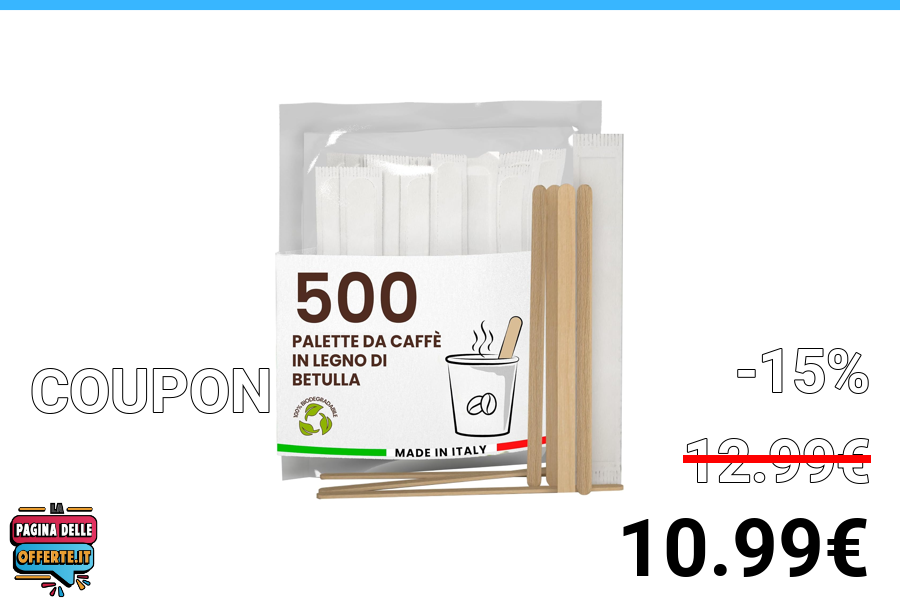 500
PALETTE DA CAFFÈ
IN LEGNO DI
BETULLA
100% BIODEGRADABILE
MADE IN ITALY
COUPON
-15%
12.99€
10.99€
LA
PAGINA DELLE
OFFERTE.IT